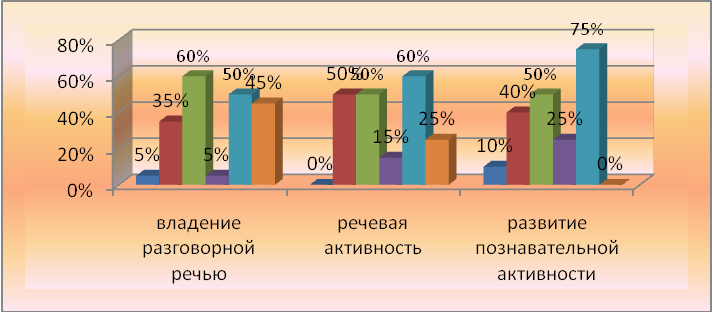 80%
60%
40%
20%
0%
5%
35%
60%
5%
50%
45%
0%
50%
50%
15%
60%
25%
10%
40%
50%
25%
75%
0%
владение
разговорной
речью
речевая
активность
развитие
познавательной
активности